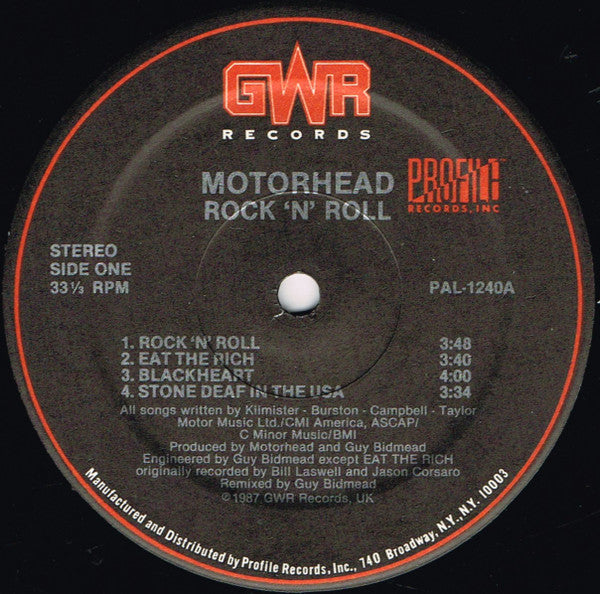 GWR
RECORDS
MOTORHEAD
ROCK 'N' ROLL
PROFILE™
RECORDS, INC
STEREO
SIDE ONE
33⅓ RPM
PAL-1240A
1. ROCK 'N' ROLL 3:48
2. EAT THE RICH 3:40
3. BLACKHEART 4:00
4. STONE DEAF IN THE USA 3:34
All songs written by Kilmister - Burston - Campbell - Taylor
Motor Music Ltd./CMI America, ASCAP/
C Minor Music/BMI
Produced by Motorhead and Guy Bidmead
Engineered by Guy Bidmead except EAT THE RICH
originally recorded by Bill Laswell and Jason Corsaro
Remixed by Guy Bidmead
©1987 GWR Records, UK
Manufactured and Distributed by Profile Records, Inc., 740 Broadway, N.Y., N.Y. 10003